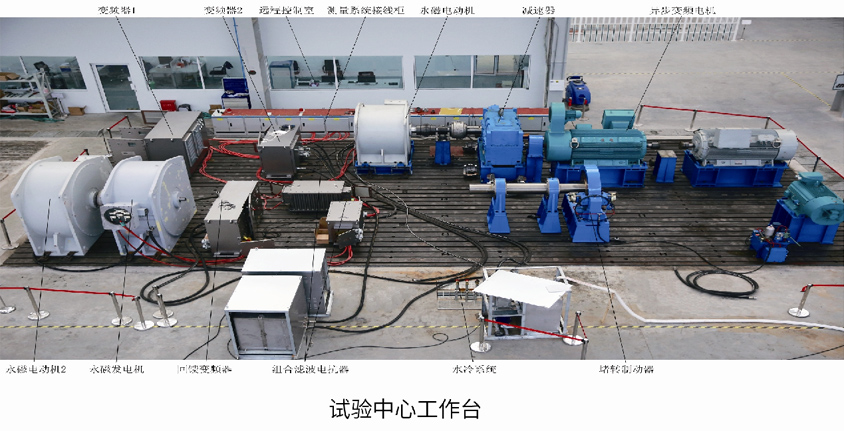 变频器1 变频器2 远程控制室 测量系统接线柜 永磁电动机 减速器 异步变频电机
永磁电动机2 永磁发电机 回馈变频器 组合滤波电抗器 水冷系统 堵转制动器
试验中心工作台